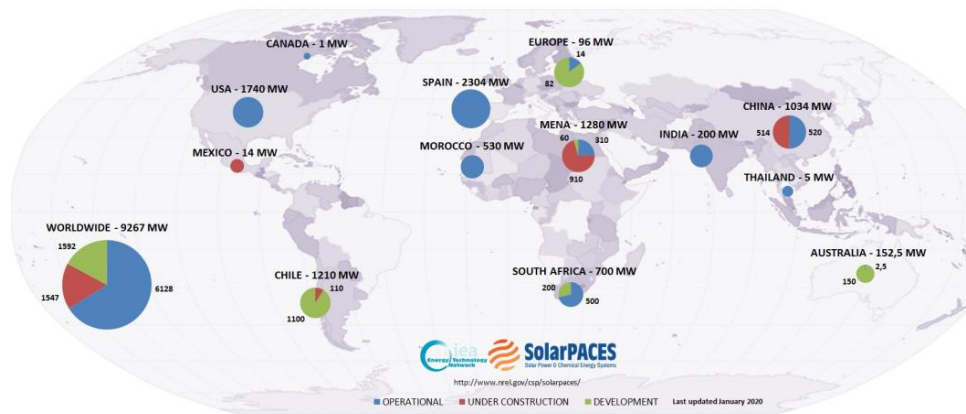 CANADA - 1 MW
EUROPE - 96 MW
14
82
USA - 1740 MW
SPAIN - 2304 MW
CHINA - 1034 MW
514
520
MENA - 1280 MW
60
310
910
INDIA - 200 MW
MOROCCO - 530 MW
MEXICO - 14 MW
THAILAND - 5 MW
WORLDWIDE - 9267 MW
1592
1547
6128
CHILE - 1210 MW
110
1100
SOUTH AFRICA - 700 MW
200
500
AUSTRALIA - 152,5 MW
2,5
150
iea
Energy Technology
Network
SolarPACES
Solar Power & Chemical Energy Systems
http://www.nrel.gov/csp/solarpaces/
OPERATIONAL UNDER CONSTRUCTION DEVELOPMENT Last updated January 2020